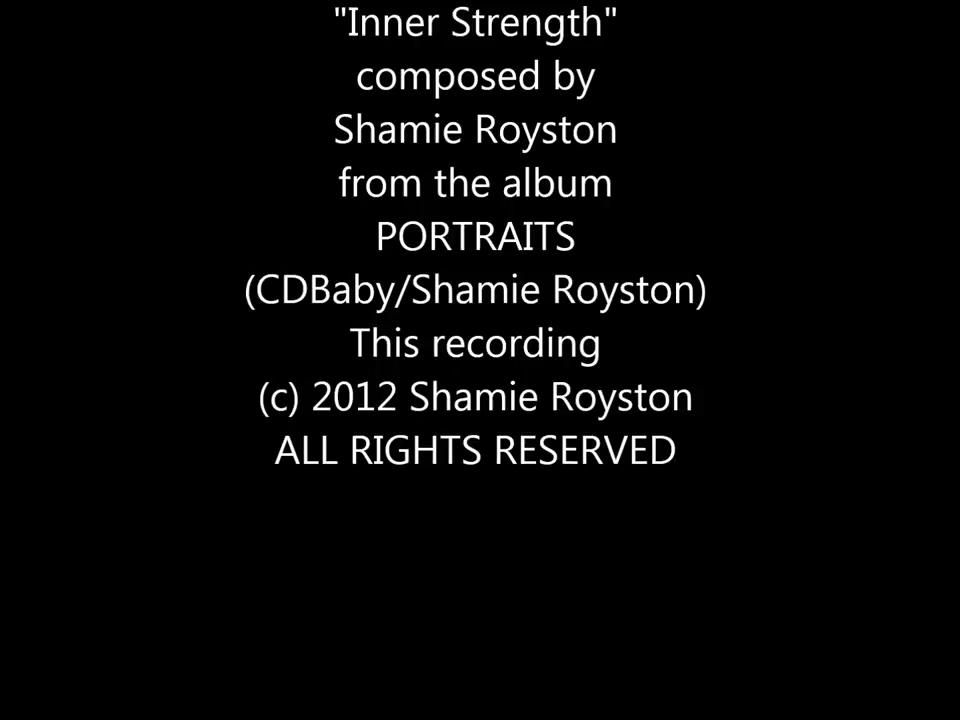 "Inner Strength"
composed by
Shamie Royston
from the album
PORTRAITS
(CDBaby/Shamie Royston)
This recording
(c) 2012 Shamie Royston
ALL RIGHTS RESERVED